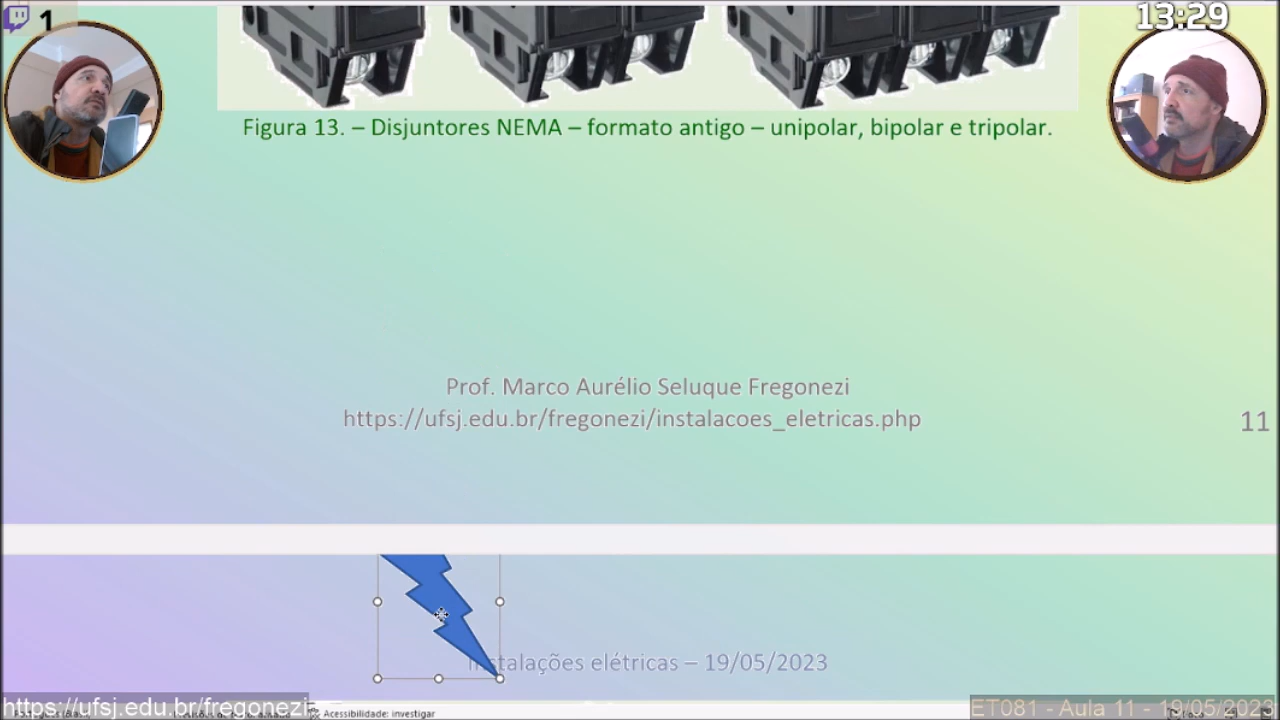 1
13:29
Figura 13. – Disjuntores NEMA – formato antigo – unipolar, bipolar e tripolar.
Prof. Marco Aurélio Seluque Fregonezi
https://ufsj.edu.br/fregonezi/instalacoes_eletricas.php
11
Instalações elétricas – 19/05/2023
https://ufsj.edu.br/fregonezi
Acessibilidade: investigar
ET081 - Aula 11 - 19/05/2023